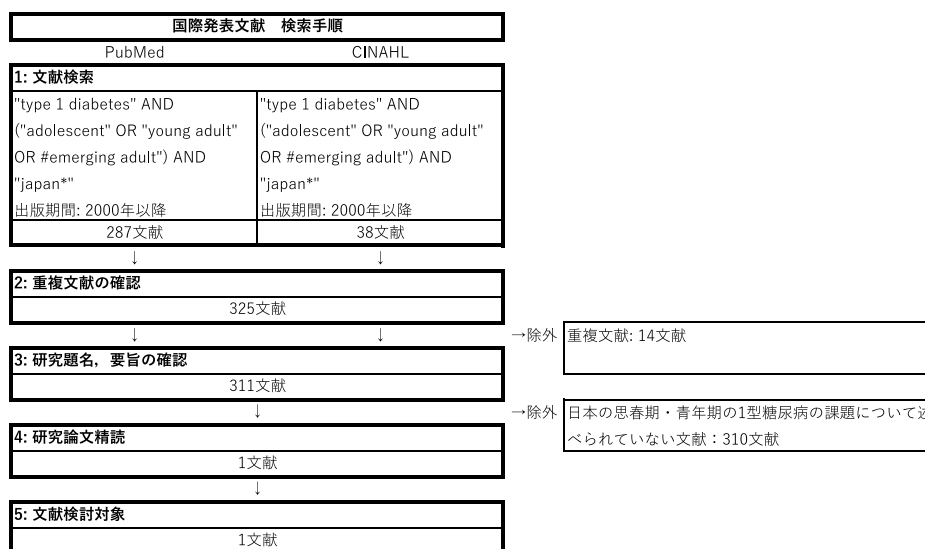 国際発表文献　検索手順
PubMed
CINAHL
1: 文献検索
"type 1 diabetes" AND
("adolescent" OR "young adult"
OR #emerging adult") AND
"japan*"
出版期間: 2000年以降
287文献
"type 1 diabetes" AND
("adolescent" OR "young adult"
OR #emerging adult") AND
"japan*"
出版期間: 2000年以降
38文献
↓ ↓
2: 重複文献の確認
325文献
↓ ↓
→除外
重複文献: 14文献
3: 研究題名，要旨の確認
311文献
↓
→除外
日本の思春期・青年期の1型糖尿病の課題について述
べられていない文献：310文献
4: 研究論文精読
1文献
↓
5: 文献検討対象
1文献